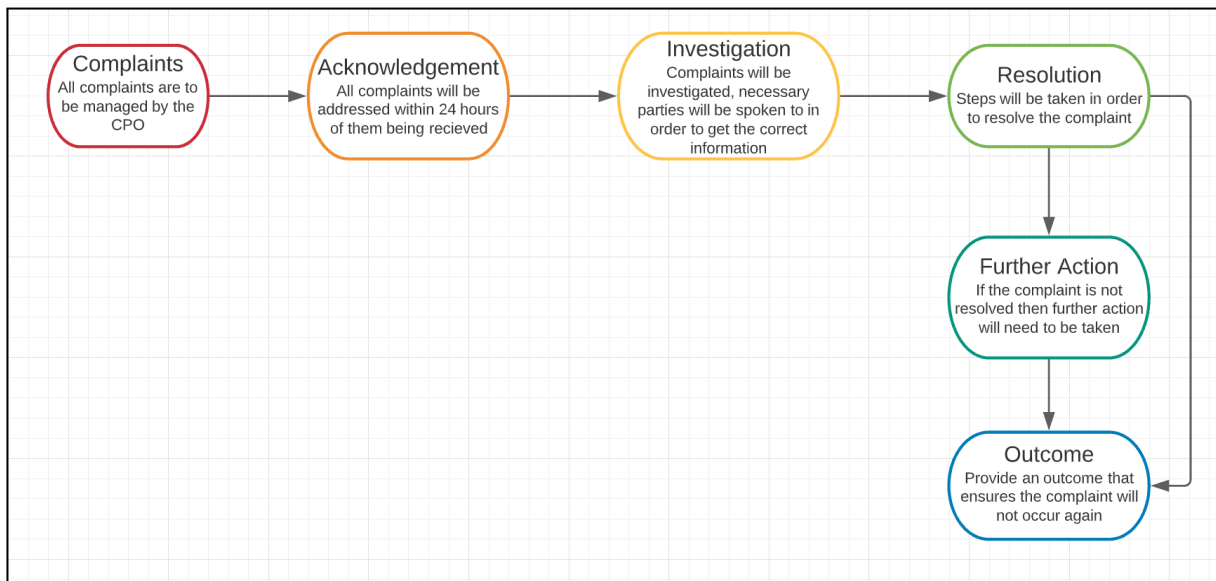 Complaints
All complaints are to
be managed by the
CPO
Acknowledgement
All complaints will be
addressed within 24 hours
of them being recieved
Investigation
Complaints will be
investigated, necessary
parties will be spoken to in
order to get the correct
information
Resolution
Steps will be taken in order
to resolve the complaint
Further Action
If the complaint is not
resolved then further action
will need to be taken
Outcome
Provide an outcome that
ensures the complaint will
not occur again